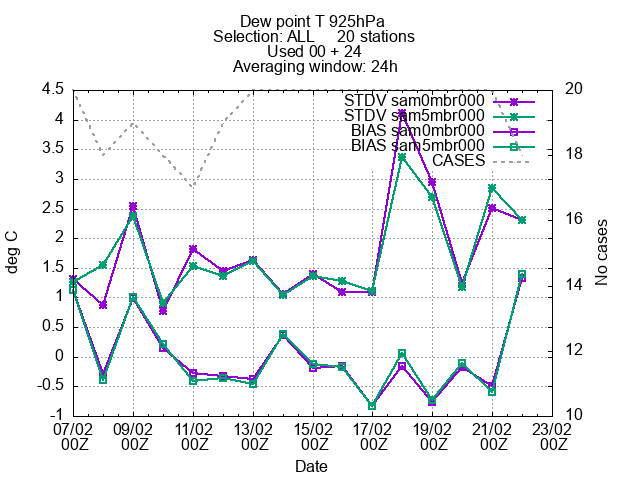 Dew point T 925hPa
Selection: ALL     20 stations
Used 00 + 24
Averaging window: 24h
STDV sam0mbr000
STDV sam5mbr000
BIAS sam0mbr000
BIAS sam5mbr000
CASES
4.5
4
3.5
3
2.5
2
1.5
1
0.5
0
-0.5
-1
deg C
20
18
16
14
12
10
No cases
07/02 09/02 11/02 13/02 15/02 17/02 19/02 21/02 23/02
00Z 00Z 00Z 00Z 00Z 00Z 00Z 00Z 00Z
Date